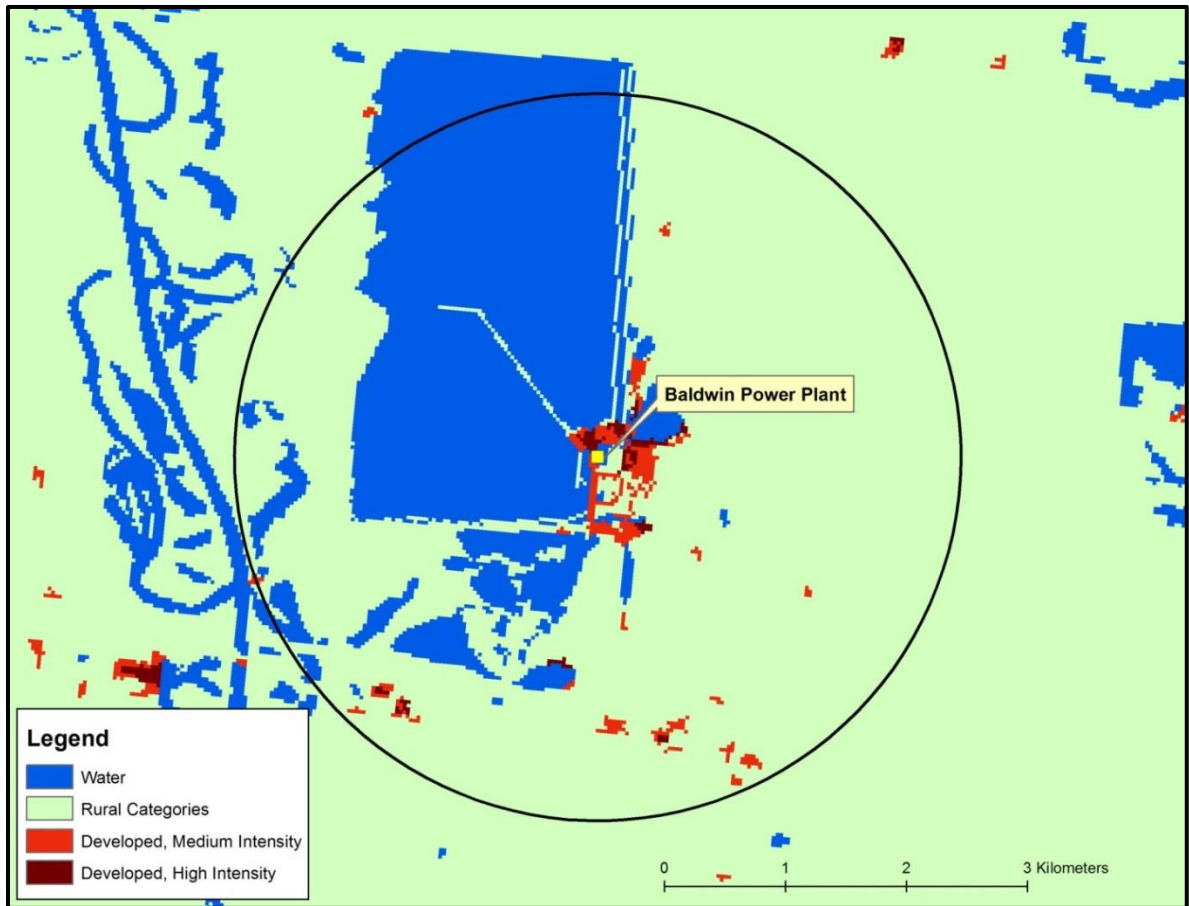 Baldwin Power Plant
Legend
Water
Rural Categories
Developed, Medium Intensity
Developed, High Intensity
0 1 2 3 Kilometers